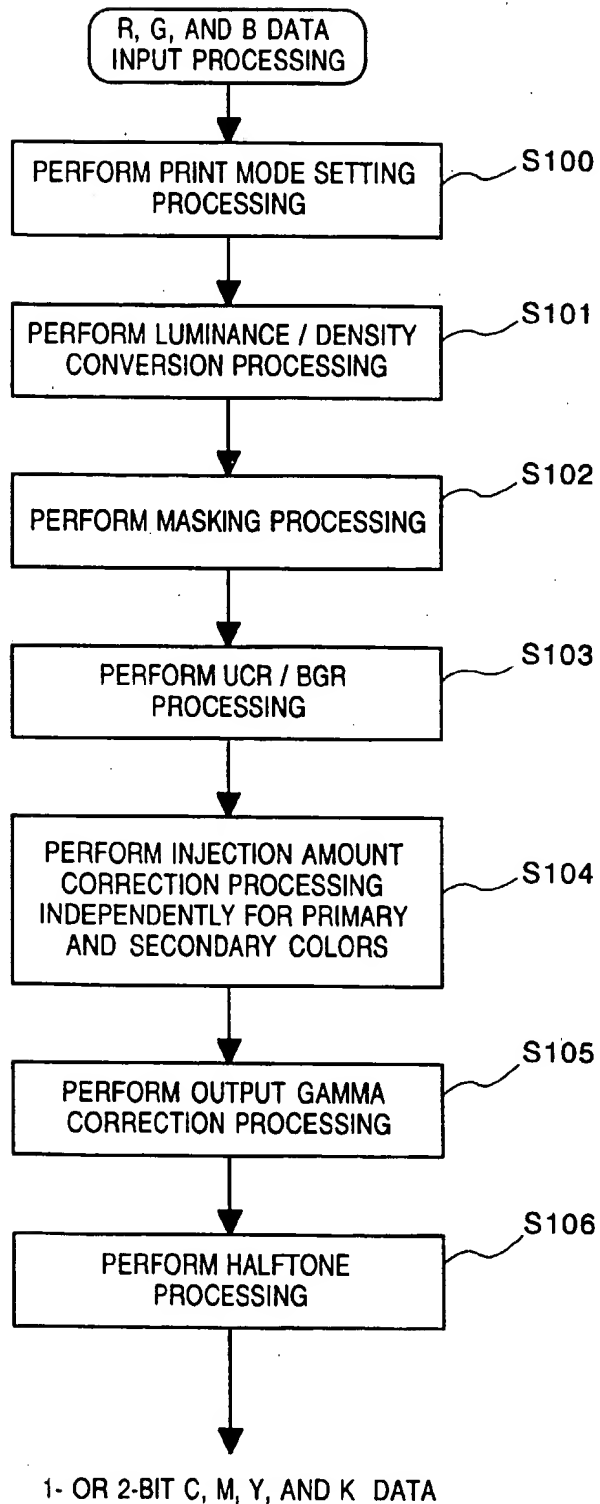 R, G, AND B DATA
INPUT PROCESSING
PERFORM PRINT MODE SETTING
PROCESSING
S100
PERFORM LUMINANCE / DENSITY
CONVERSION PROCESSING
S101
PERFORM MASKING PROCESSING
S102
PERFORM UCR / BGR
PROCESSING
S103
PERFORM INJECTION AMOUNT
CORRECTION PROCESSING
INDEPENDENTLY FOR PRIMARY
AND SECONDARY COLORS
S104
PERFORM OUTPUT GAMMA
CORRECTION PROCESSING
S105
PERFORM HALFTONE
PROCESSING
S106
1- OR 2-BIT C, M, Y, AND K DATA